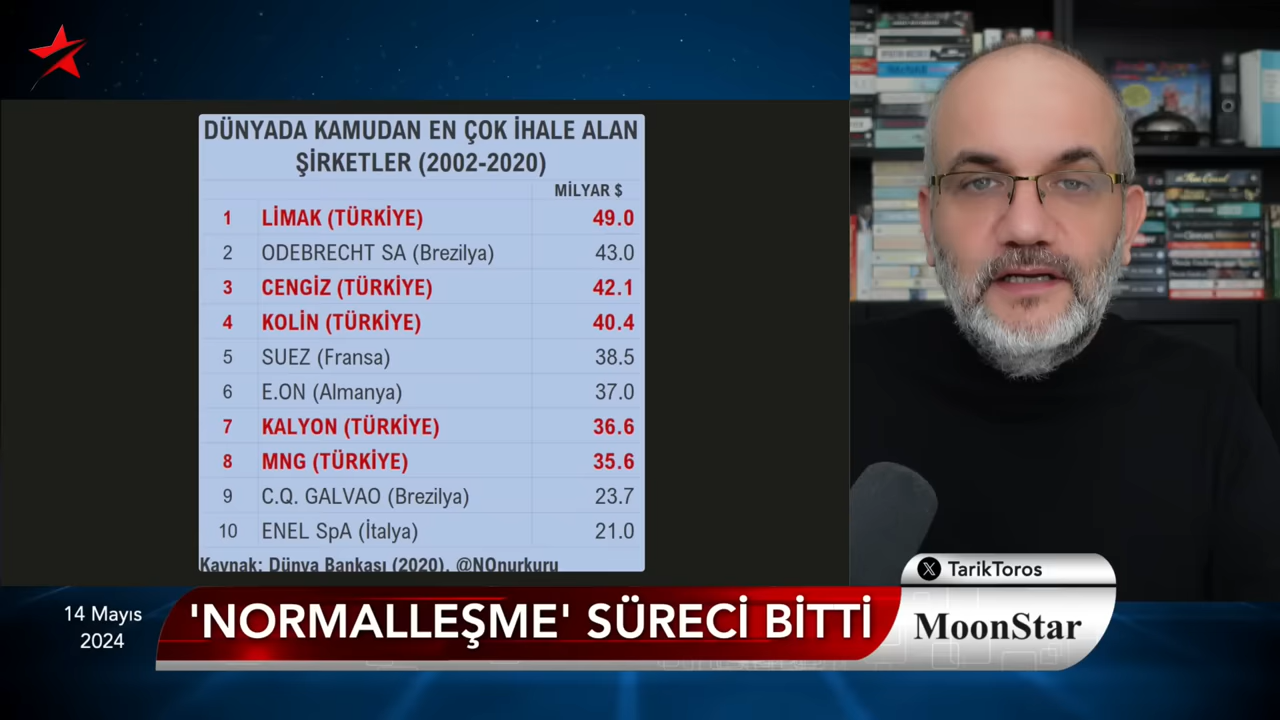 DÜNYADA KAMUDAN EN ÇOK İHALE ALAN
ŞİRKETLER (2002-2020)
MİLYAR $
1 LİMAK (TÜRKİYE) 49.0
2 ODEBRECHT SA (Brezilya) 43.0
3 CENGİZ (TÜRKİYE) 42.1
4 KOLİN (TÜRKİYE) 40.4
5 SUEZ (Fransa) 38.5
6 E.ON (Almanya) 37.0
7 KALYON (TÜRKİYE) 36.6
8 MNG (TÜRKİYE) 35.6
9 C.Q. GALVAO (Brezilya) 23.7
10 ENEL SpA (İtalya) 21.0
Kaynak: Dünya Bankası (2020), @NOnurkuru
X TarikToros
MoonStar
14 Mayıs
2024
'NORMALLEŞME' SÜRECİ BİTTİ